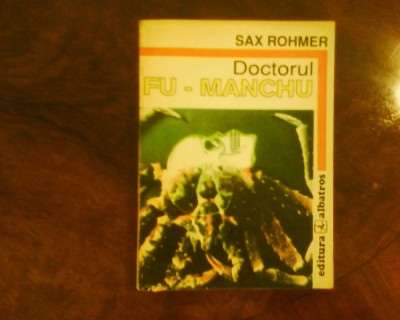 SAX ROHMER
Doctorul
FU - MANCHU
editura albatros